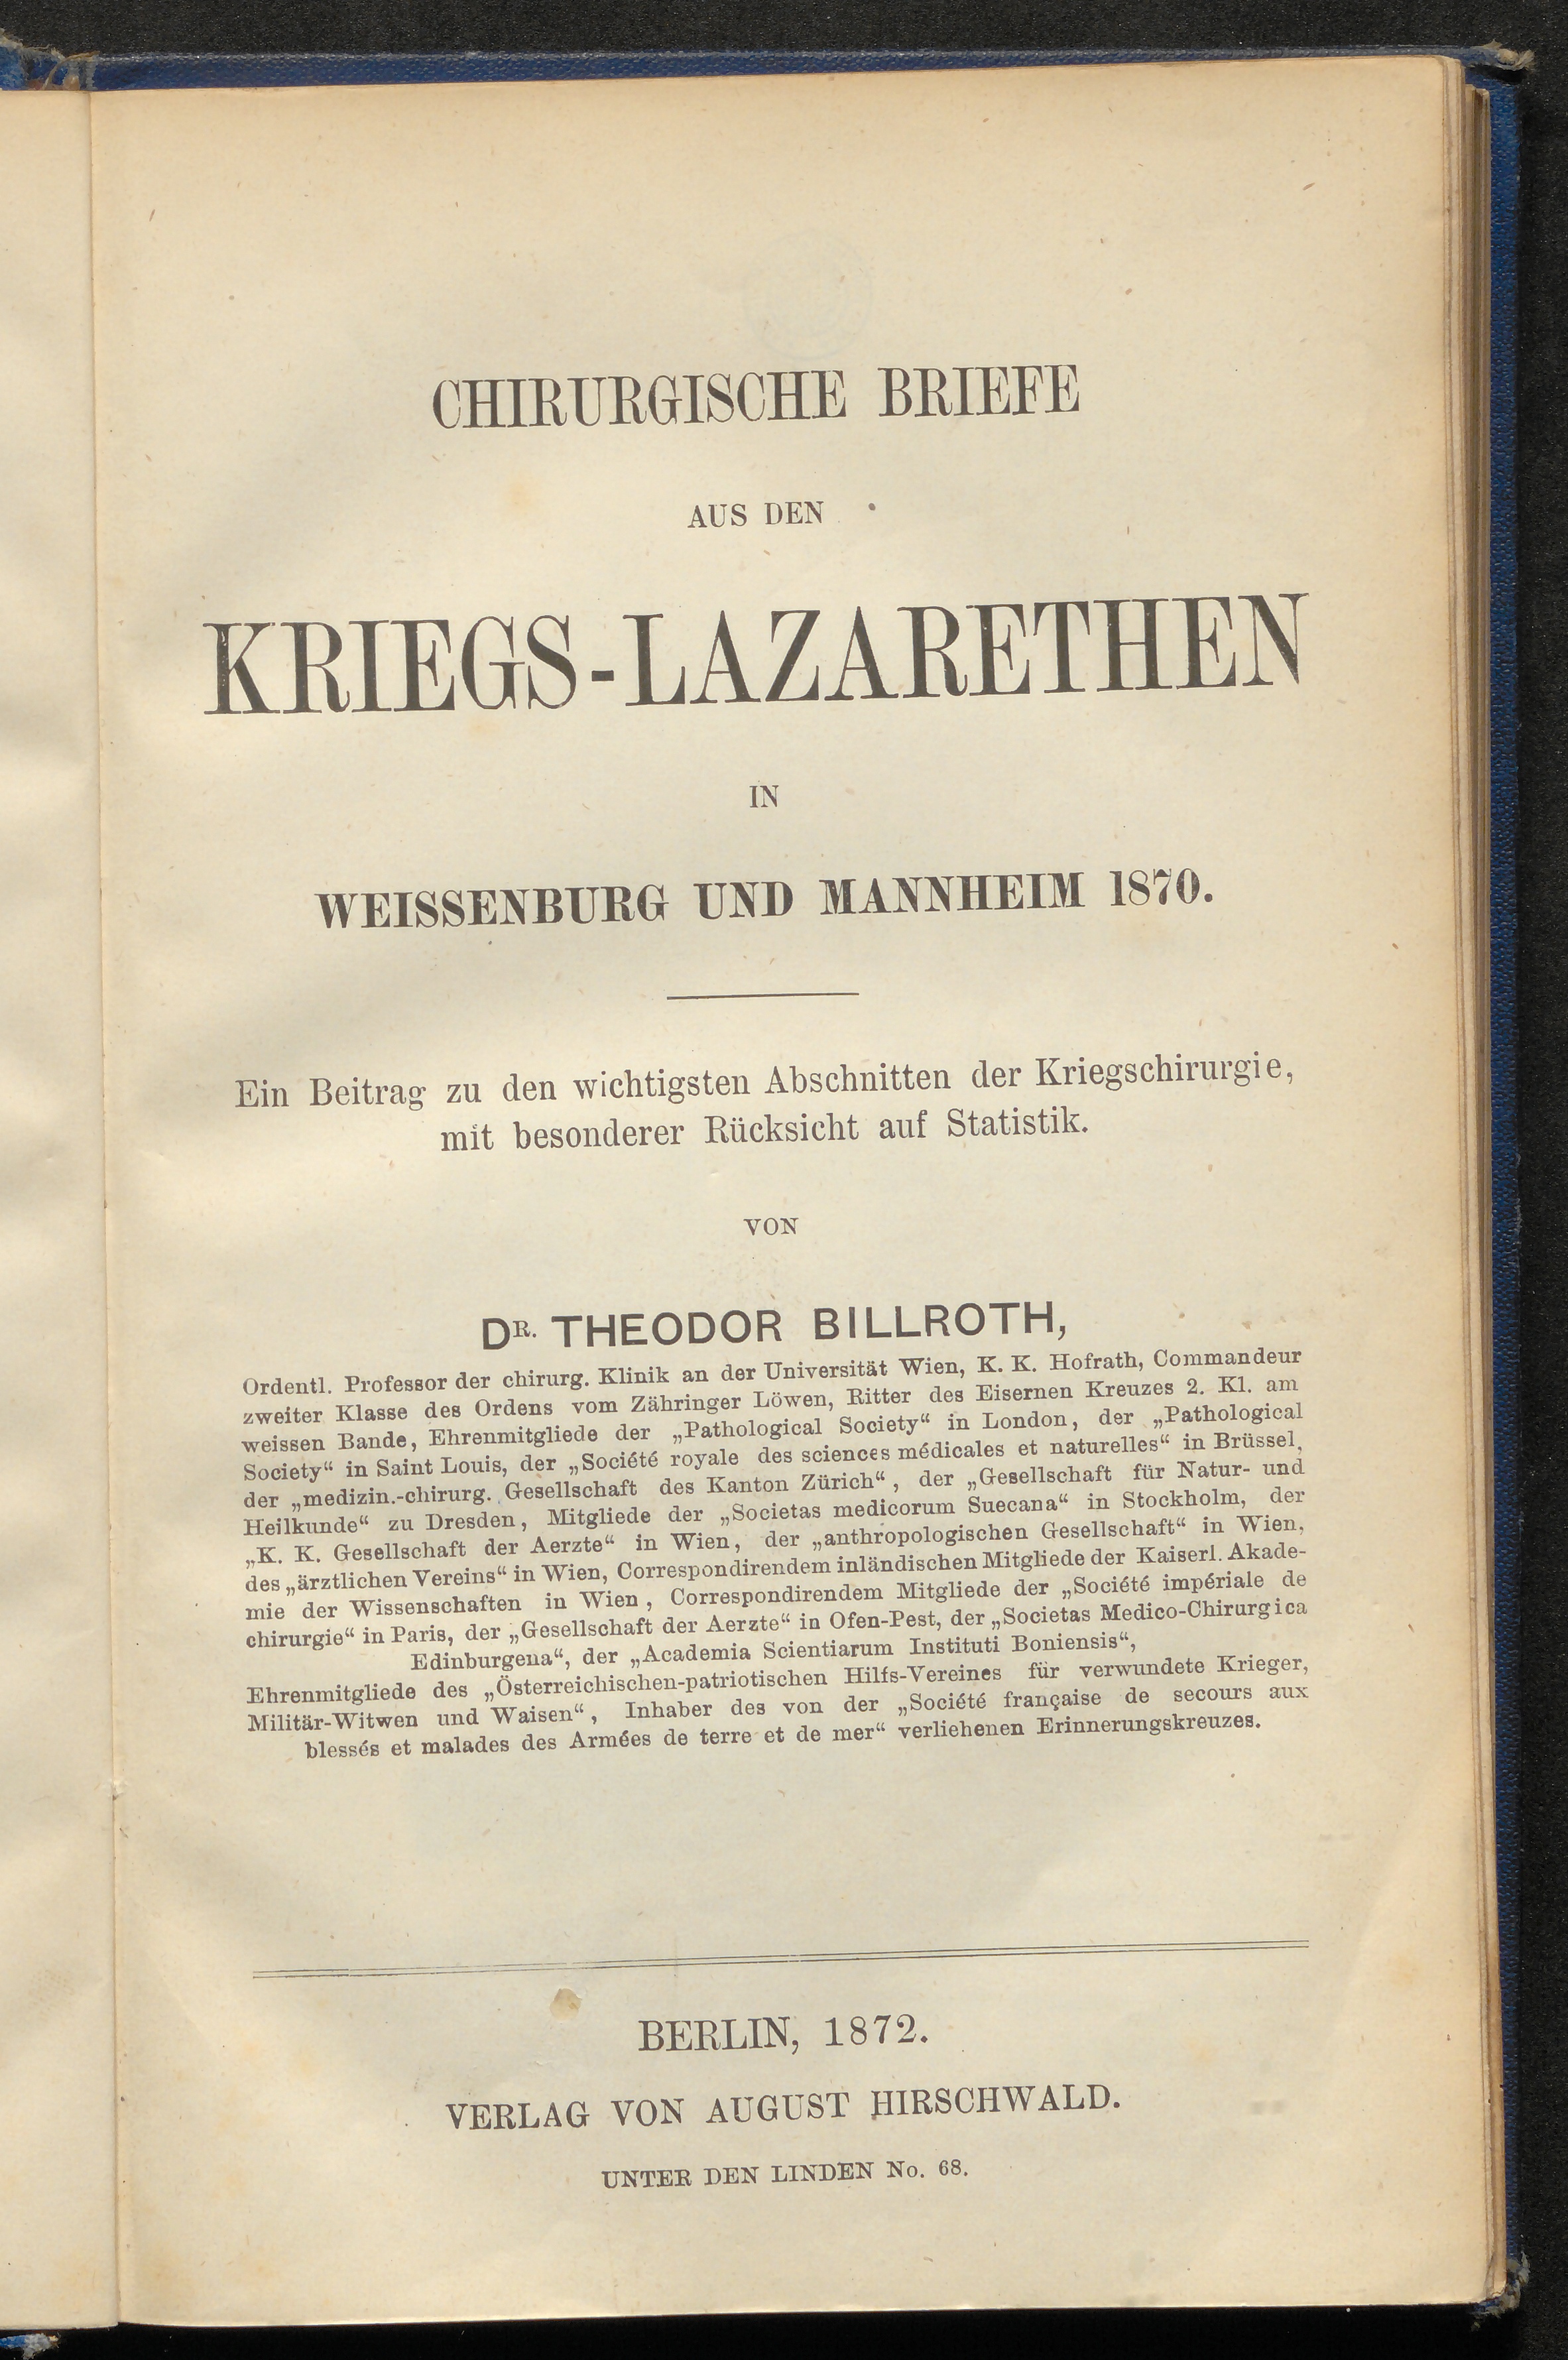 CHIRURGISCHE BRIEFE
AUS DEN
KRIEGS-LAZARETHEN
IN
WEISSENBURG UND MANNHEIM 1870.
Ein Beitrag zu den wichtigsten Abschnitten der Kriegschirurgie,
mit besonderer Rücksicht auf Statistik.
VON
DR. THEODOR BILLROTH,
Ordentl. Professor der chirurg. Klinik an der Universität Wien, K. K. Hofrath, Commandeur
zweiter Klasse des Ordens vom Zähringer Löwen, Ritter des Eisernen Kreuzes 2. Kl. am
weissen Bande, Ehrenmitgliede der „Pathological Society“ in London, der „Pathological
Society“ in Saint Louis, der „Société royale des sciences médicales et naturelles“ in Brüssel,
der „medizin.-chirurg. Gesellschaft des Kanton Zürich“, der „Gesellschaft für Natur- und
Heilkunde“ zu Dresden, Mitgliede der „Societas medicorum Suecana“ in Stockholm, der
„K. K. Gesellschaft der Aerzte“ in Wien, der „anthropologischen Gesellschaft“ in Wien,
des „ärztlichen Vereins“ in Wien, Correspondirendem inländischen Mitgliede der Kaiserl. Akade-
mie der Wissenschaften in Wien, Correspondirendem Mitgliede der „Société impériale de
chirurgie“ in Paris, der „Gesellschaft der Aerzte“ in Ofen-Pest, der „Societas Medico-Chirurgica
Edinburgena“, der „Academia Scientiarum Instituti Boniensis“,
Ehrenmitgliede des „Österreichischen-patriotischen Hilfs-Vereines für verwundete Krieger,
Militär-Witwen und Waisen“, Inhaber des von der „Société française de secours aux
blessés et malades des Armées de terre et de mer“ verliehenen Erinnerungskreuzes.
BERLIN, 1872.
VERLAG VON AUGUST HIRSCHWALD.
UNTER DEN LINDEN No. 68.